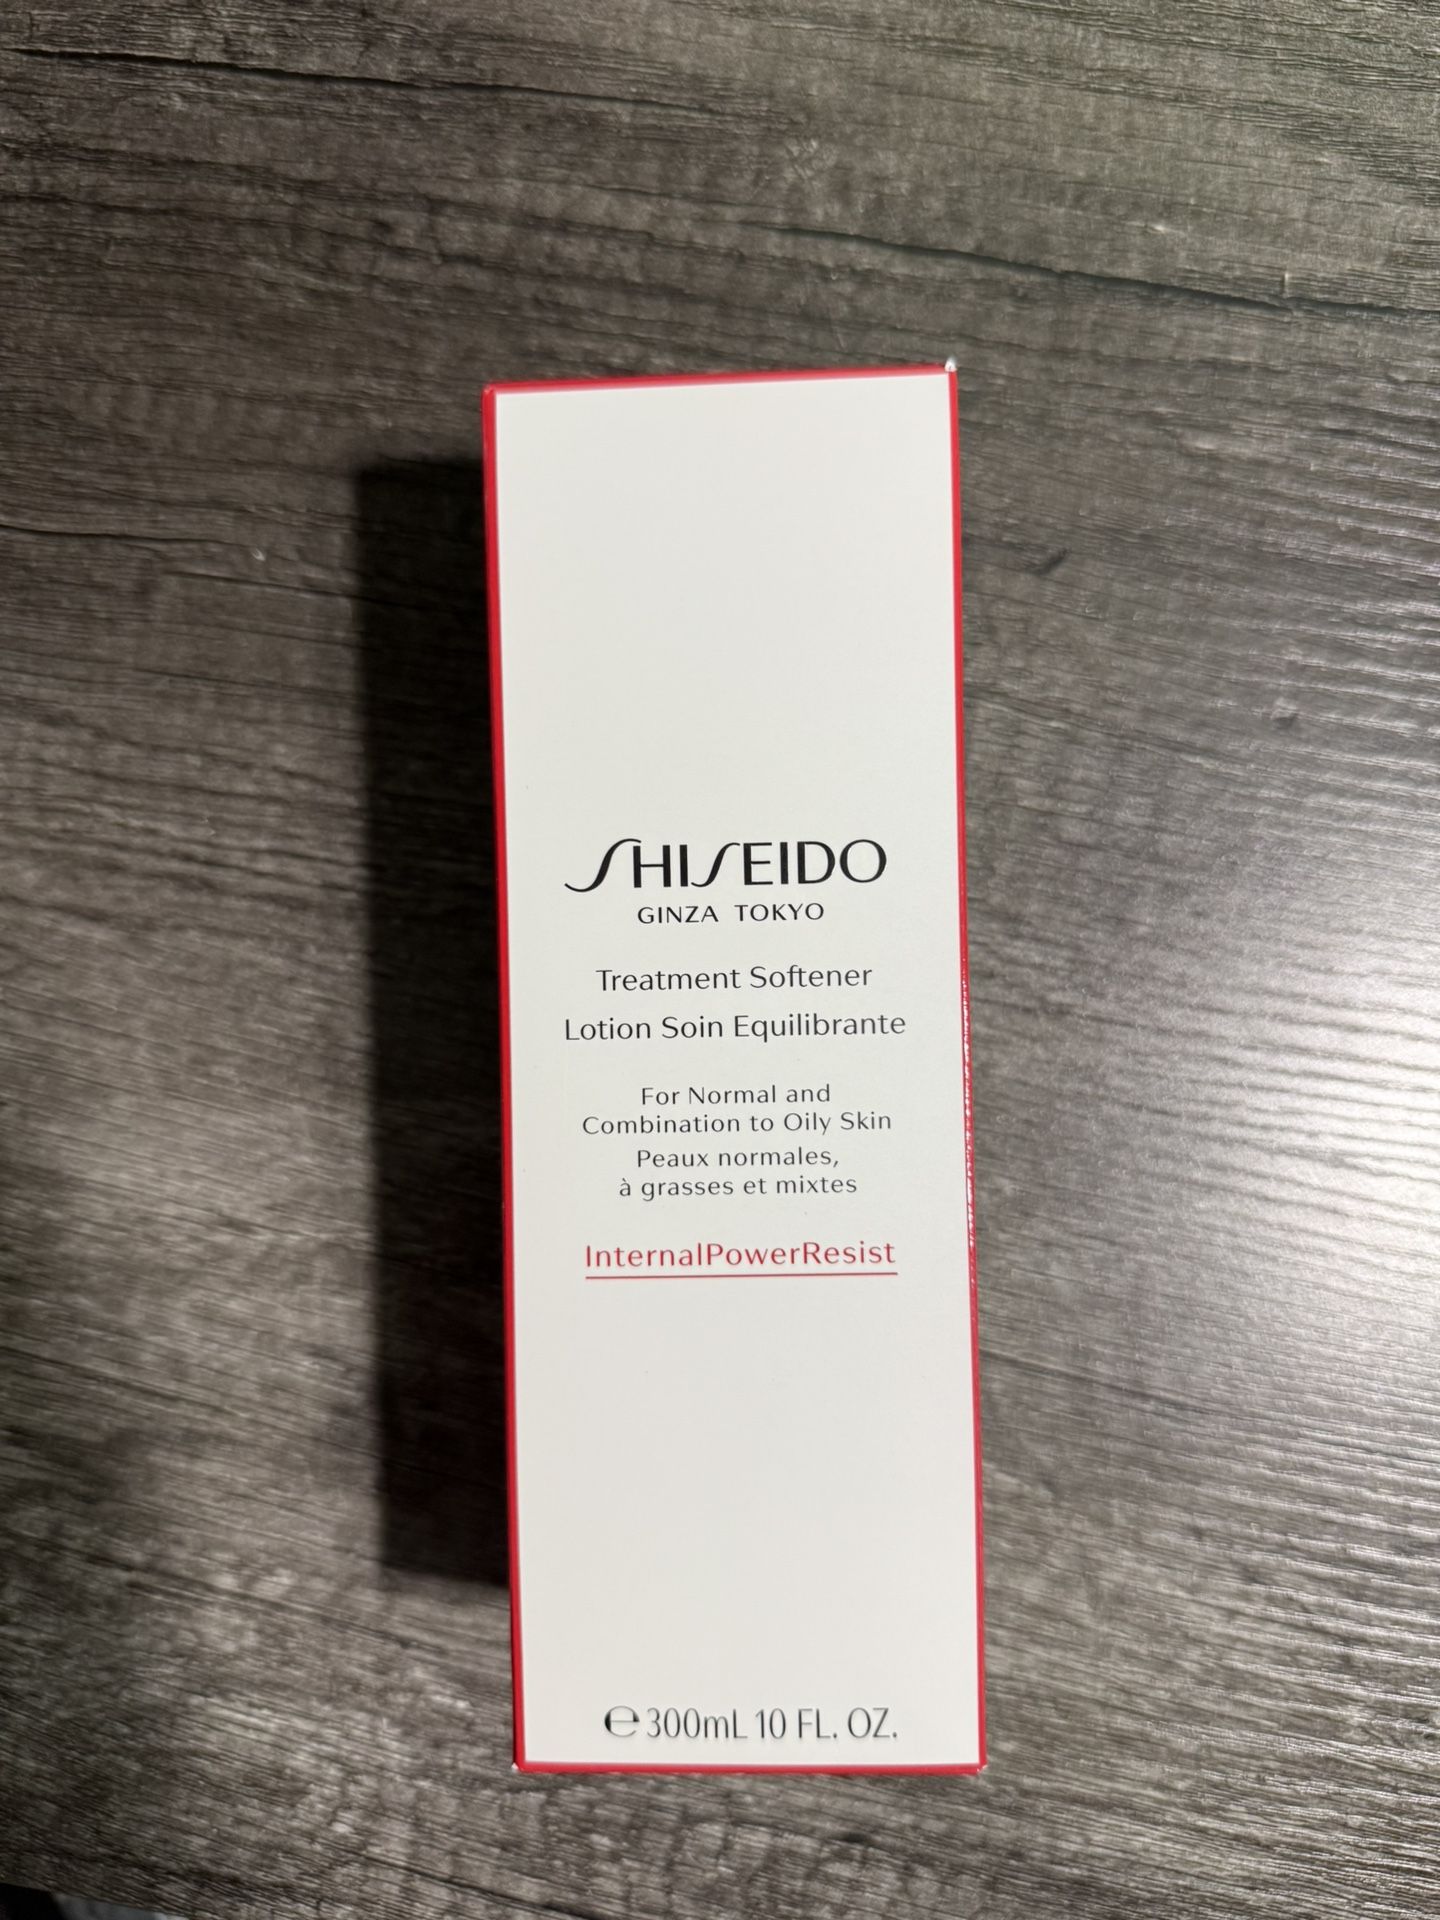 SHISEIDO
GINZA TOKYO
Treatment Softener
Lotion Soin Equilibrante
For Normal and
Combination to Oily Skin
Peaux normales,
à grasses et mixtes
InternalPowerResist
℮300mL 10 FL. OZ.